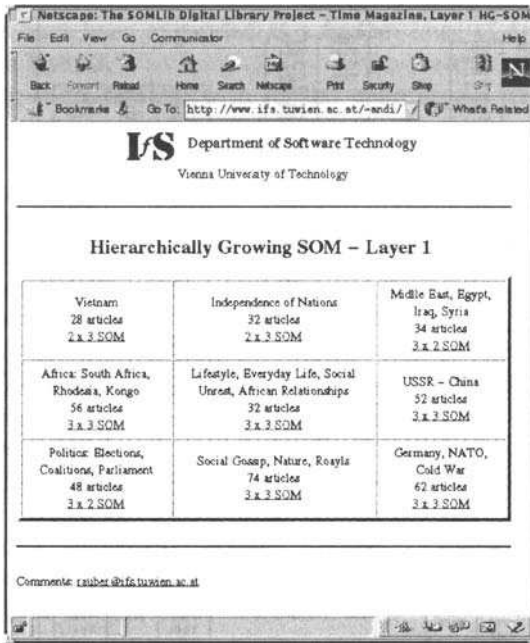 Netscape: The SOMLib Digital Library Project – Time Magazine, Layer 1 HG-SOM
File Edit View Go Communicator Help
Back Forward Reload Home Search Netscape Print Security Stop
N
Bookmarks Go To: http://www.ifs.tuwien.ac.at/~andi/ What's Related
IfS Department of Software Technology
Vienna University of Technology
Hierarchically Growing SOM – Layer 1
Vietnam
28 articles
2 x 3 SOM
Independence of Nations
32 articles
2 x 3 SOM
Middle East, Egypt,
Iraq, Syria
34 articles
3 x 2 SOM
Africa: South Africa,
Rhodesia, Kongo
56 articles
3 x 3 SOM
Lifestyle, Everyday Life, Social
Unrest, African Relationships
32 articles
3 x 3 SOM
USSR – China
52 articles
3 x 3 SOM
Politics: Elections,
Coalitions, Parliament
48 articles
3 x 2 SOM
Social Gossip, Nature, Roayls
74 articles
3 x 3 SOM
Germany, NATO,
Cold War
62 articles
3 x 3 SOM
Comments: rauber@ifs.tuwien.ac.at